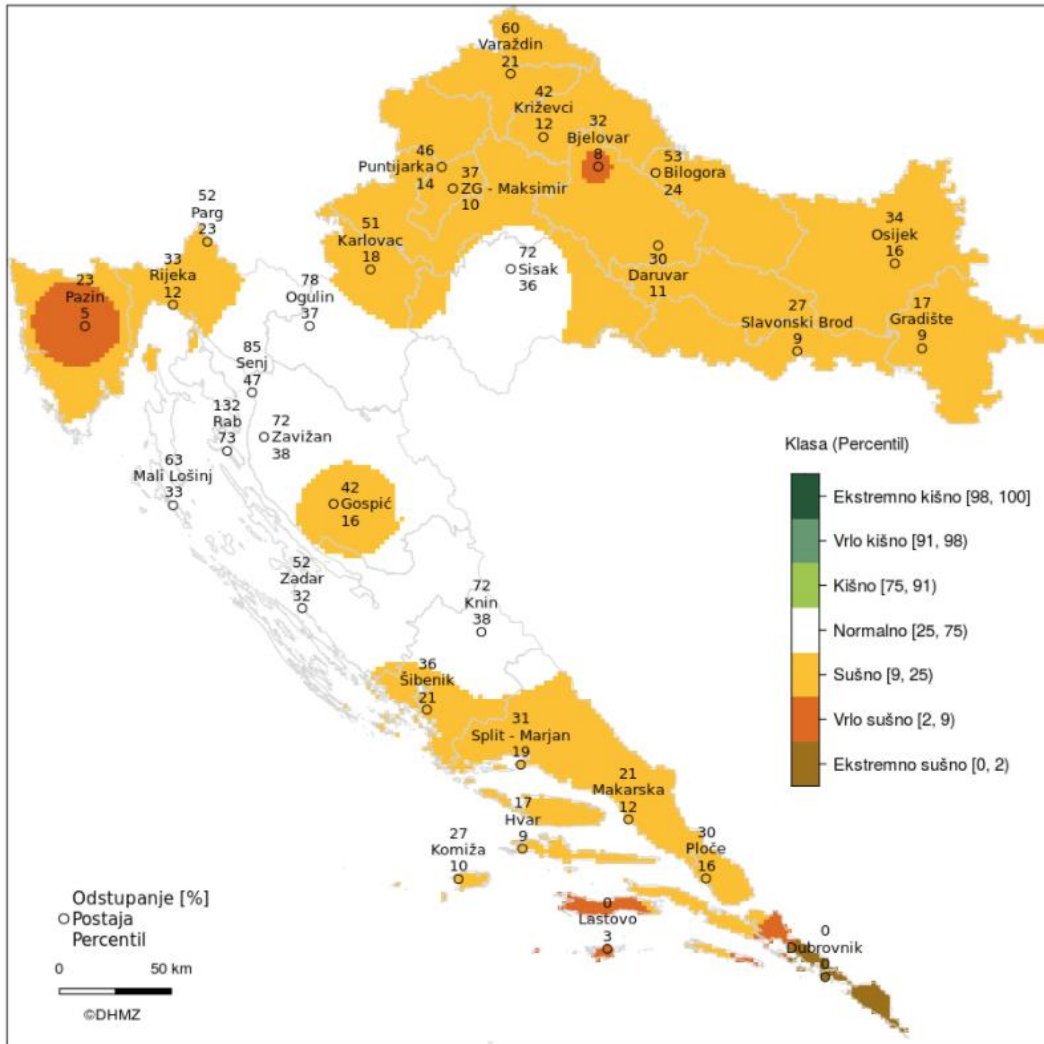 60
Varaždin
21
42
Križevci
12
32
Bjelovar
8
46
Puntijarka
14
37
ZG - Maksimir
10
53
Bilogora
24
52
Parg
23
51
Karlovac
18
34
Osijek
16
33
Rijeka
12
72
Sisak
36
30
Daruvar
11
23
Pazin
5
78
Ogulin
37
27
Slavonski Brod
9
17
Gradište
9
85
Senj
47
132
Rab
73
72
Zavižan
38
63
Mali Lošinj
33
42
Gospić
16
52
Zadar
32
72
Knin
38
36
Šibenik
21
31
Split - Marjan
19
21
Makarska
12
17
Hvar
9
27
Komiža
10
30
Ploče
16
0
Lastovo
3
0
Dubrovnik
0
Klasa (Percentil)
Ekstremno kišno [98, 100]
Vrlo kišno [91, 98)
Kišno [75, 91)
Normalno [25, 75)
Sušno [9, 25)
Vrlo sušno [2, 9)
Ekstremno sušno [0, 2)
Odstupanje [%]
Postaja
Percentil
0 50 km
©DHMZ